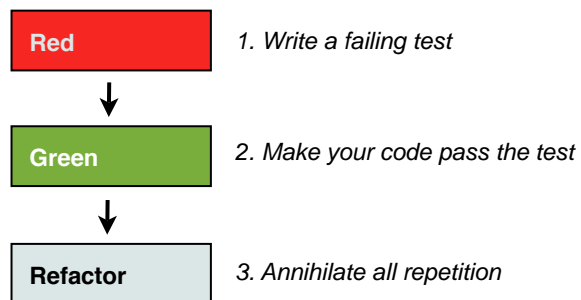 Red
1. Write a failing test
Green
2. Make your code pass the test
Refactor
3. Annihilate all repetition